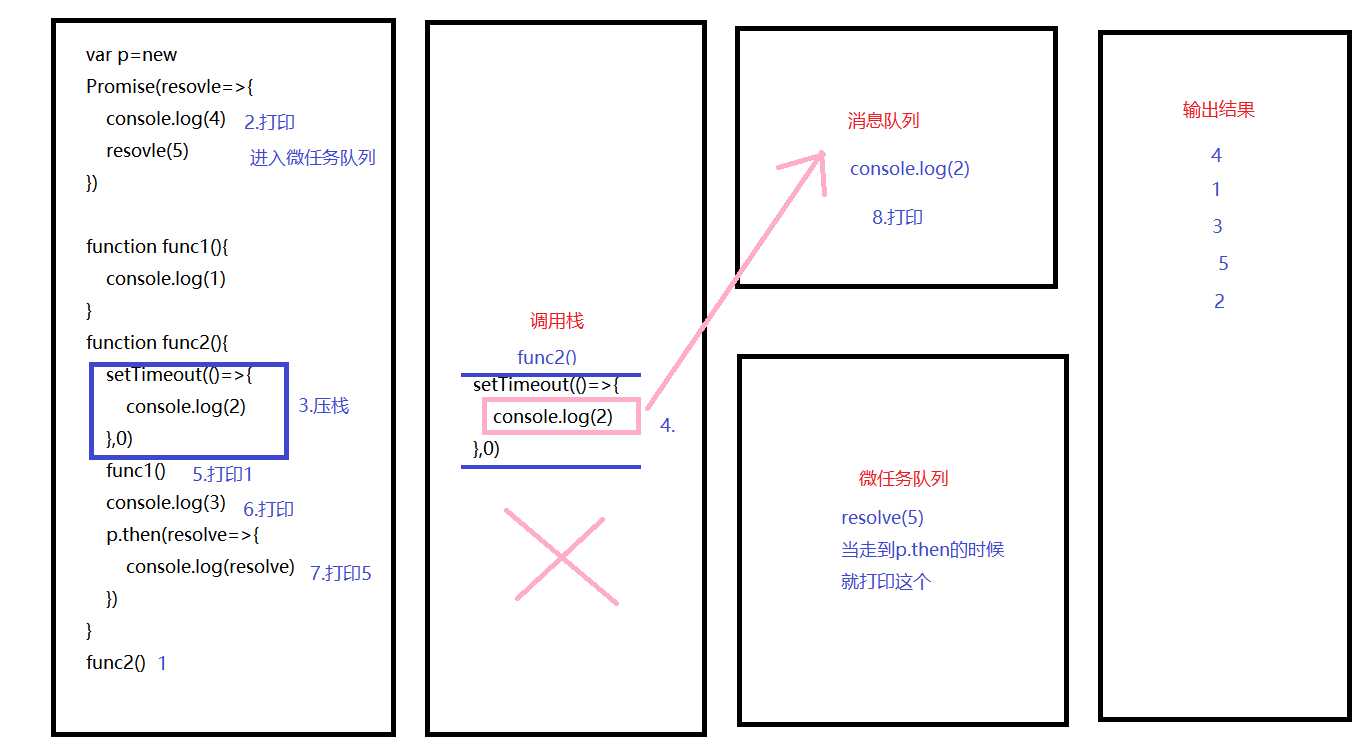 var p=new
Promise(resovle=>{
console.log(4) 2.打印
resovle(5) 进入微任务队列
})
function func1(){
console.log(1)
}
function func2(){
setTimeout(()=>{
console.log(2) 3.压栈
},0)
func1() 5.打印1
console.log(3) 6.打印
p.then(resolve=>{
console.log(resolve) 7.打印5
})
}
func2() 1
调用栈
func2()
setTimeout(()=>{
console.log(2) 4.
},0)
消息队列
console.log(2)
8.打印
微任务队列
resolve(5)
当走到p.then的时候
就打印这个
输出结果
4
1
3
5
2